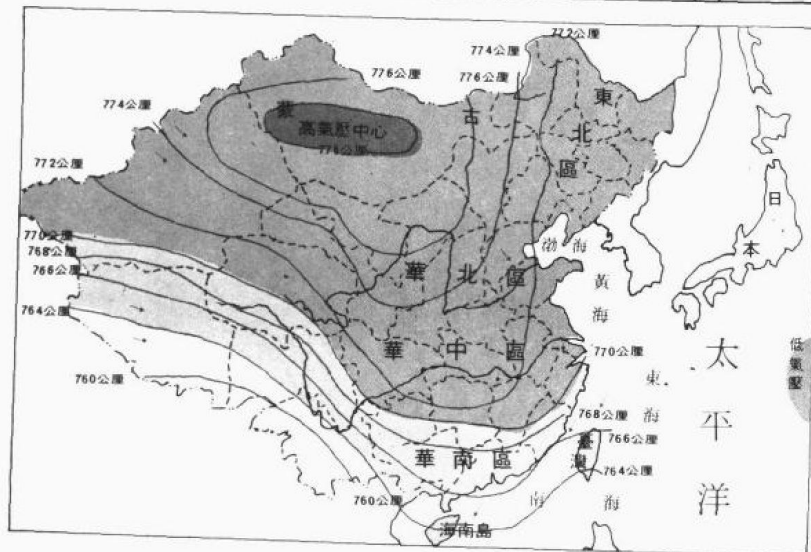 772公厘
774公厘
776公厘
776公厘
東
774公厘
蒙
古
高氣壓中心
北
778公厘
772公厘
區
日
770公厘
768公厘
766公厘
華北區
渤海
本
黃海
764公厘
華中區
770公厘
太平洋
低氣壓
760公厘
東海
768公厘
766公厘
臺灣
華南區
764公厘
760公厘
南海
海南島